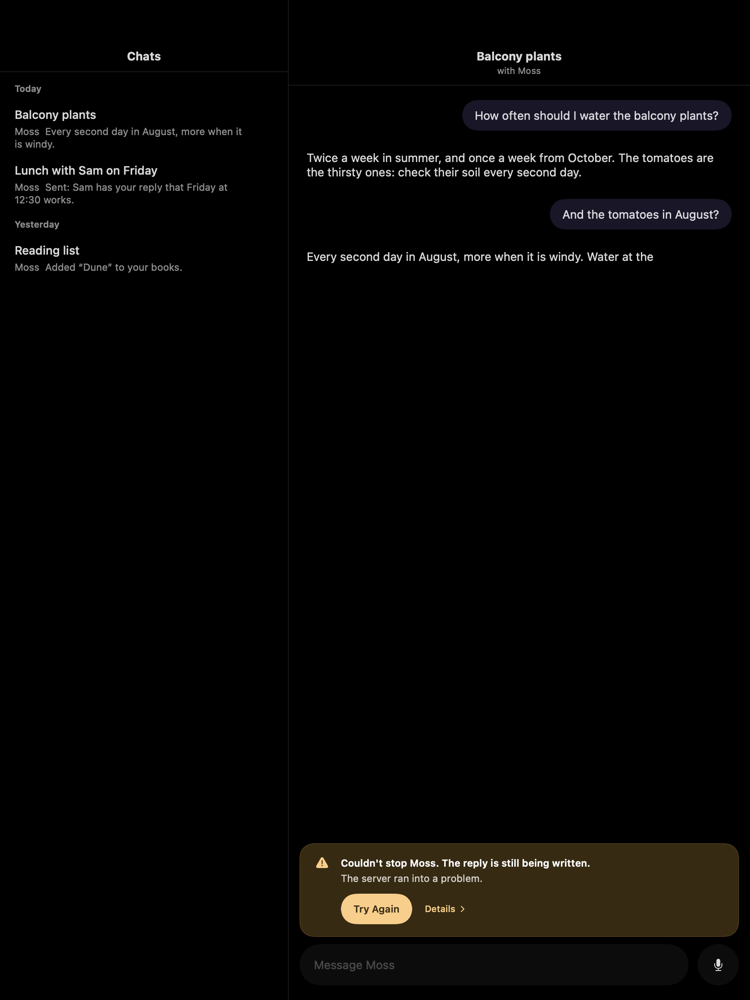 Chats
Today
Balcony plants
Moss Every second day in August, more when it
is windy.
Lunch with Sam on Friday
Moss Sent: Sam has your reply that Friday at
12:30 works.
Yesterday
Reading list
Moss Added “Dune” to your books.
Balcony plants
with Moss
How often should I water the balcony plants?
Twice a week in summer, and once a week from October. The tomatoes are
the thirsty ones: check their soil every second day.
And the tomatoes in August?
Every second day in August, more when it is windy. Water at the
Couldn't stop Moss. The reply is still being written.
The server ran into a problem.
Try Again
Details
Message Moss